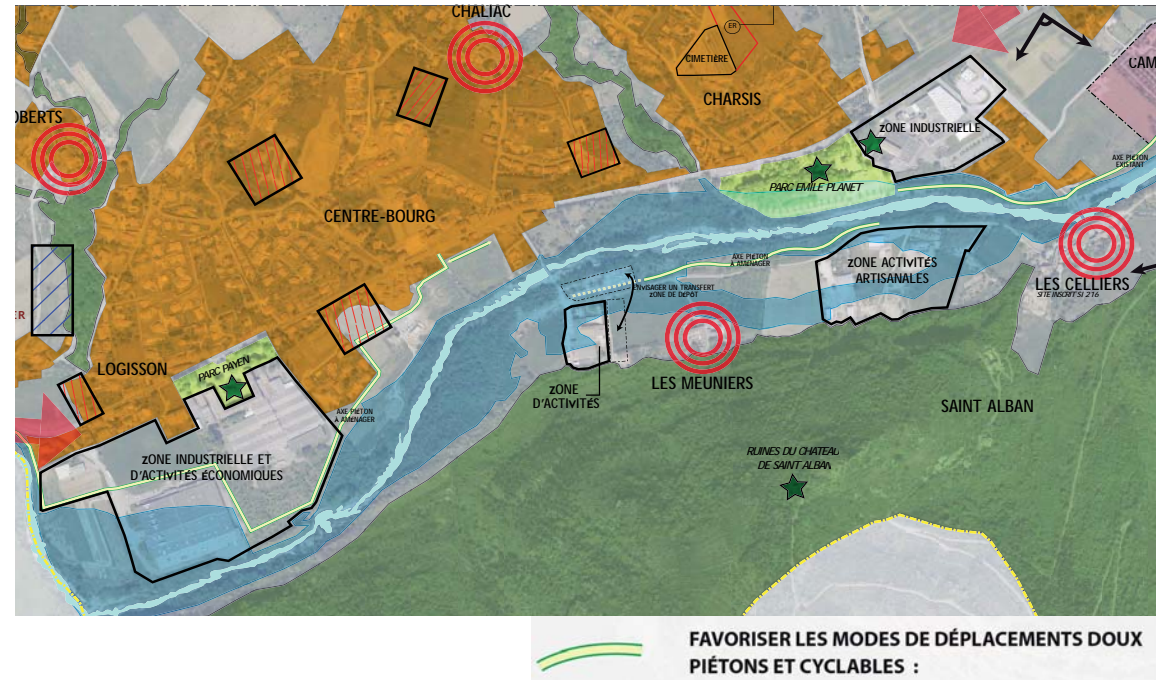 CHALIAC
ER
CIMETIÈRE
CAM
CHARSIS
OBERTS
zONE INDUSTRIELLE
AXE PIÉTON
EXISTANT
PARC EMILE PLANET
CENTRE-BOURG
AXE PIÉTON
À AMÉNAGER
zONE ACTIVITÉS
ARTISANALES
ENVISAGER UN TRANSFERT
ZONE DE DÉPÔT
LES CELLIERS
SITE INSCRIT SI 216
ER
LOGISSON
PARC PAYEN
LES MEUNIERS
zONE
D'ACTIVITÉS
AXE PIÉTON
À AMÉNAGER
SAINT ALBAN
zONE INDUSTRIELLE ET
D'ACTIVITÉS ÉCONOMIQUES
RUINES DU CHATEAU
DE SAINT ALBAN
FAVORISER LES MODES DE DÉPLACEMENTS DOUX
PIÉTONS ET CYCLABLES :